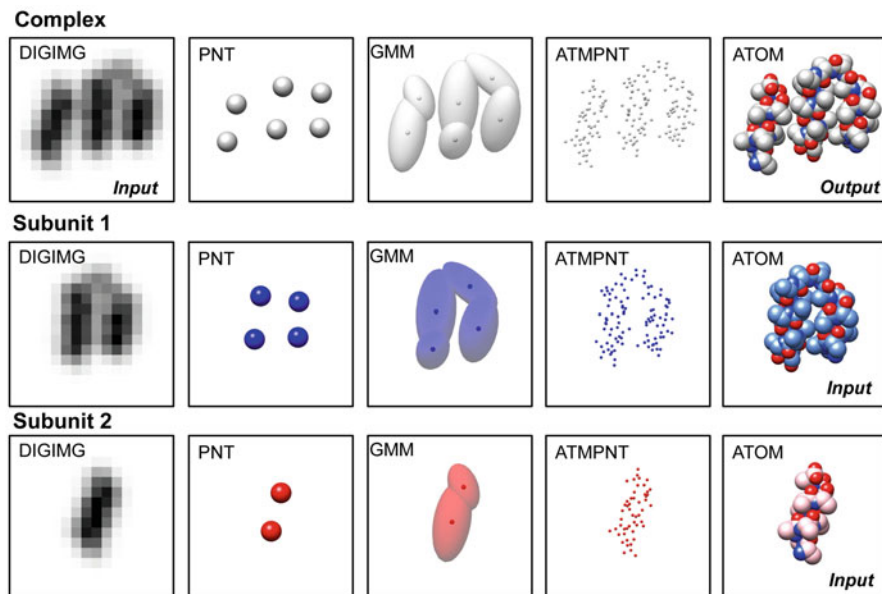 Complex
DIGIMG PNT GMM ATMPNT ATOM
Input Output
Subunit 1
DIGIMG PNT GMM ATMPNT ATOM
Input
Subunit 2
DIGIMG PNT GMM ATMPNT ATOM
Input